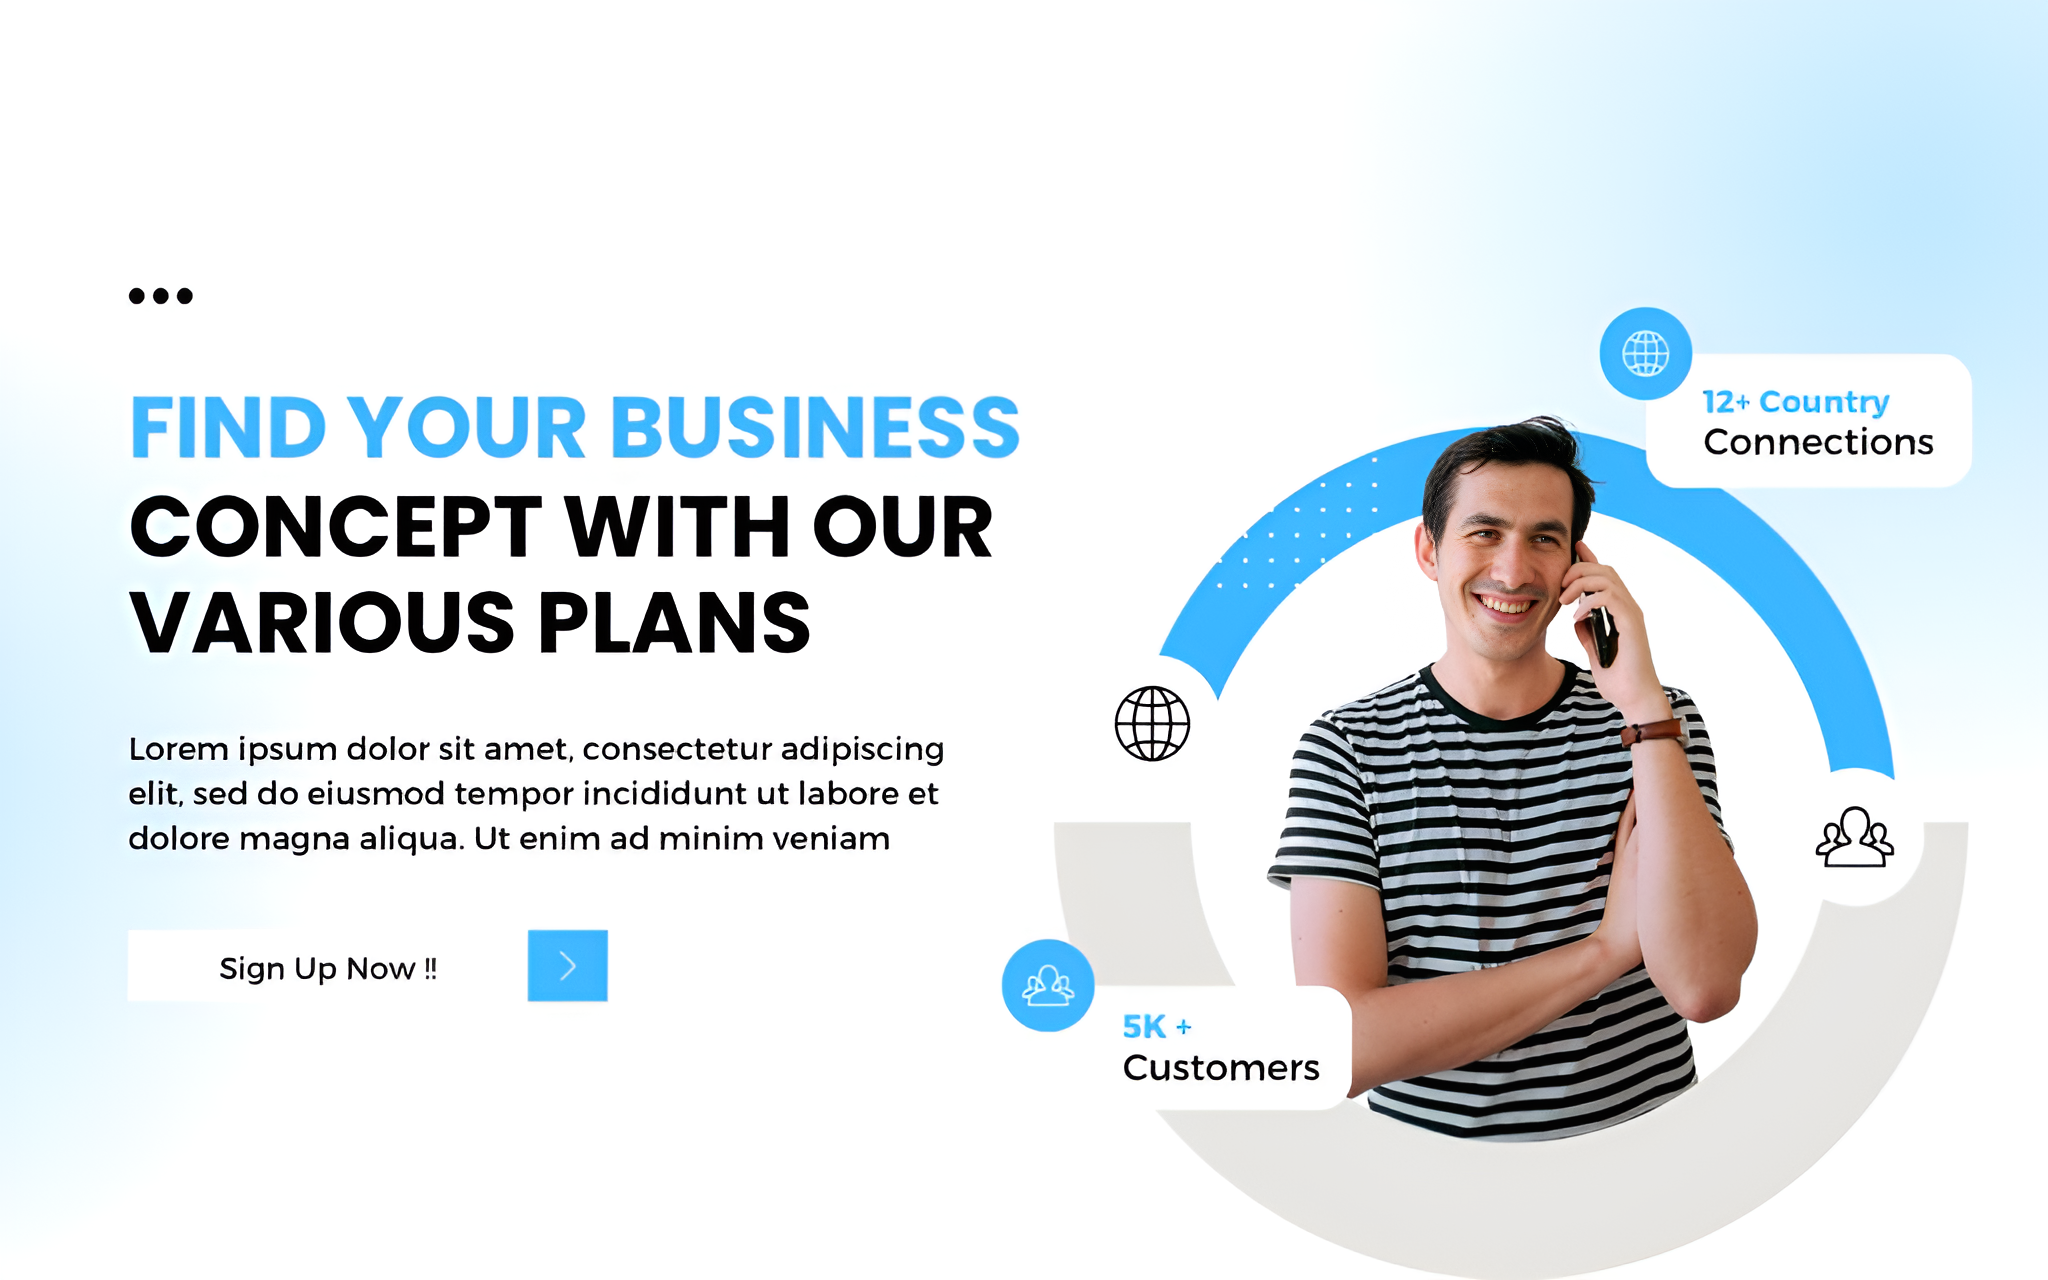 FIND YOUR BUSINESS
CONCEPT WITH OUR
VARIOUS PLANS
Lorem ipsum dolor sit amet, consectetur adipiscing
elit, sed do eiusmod tempor incididunt ut labore et
dolore magna aliqua. Ut enim ad minim veniam
Sign Up Now !!
12+ Country
Connections
5K +
Customers